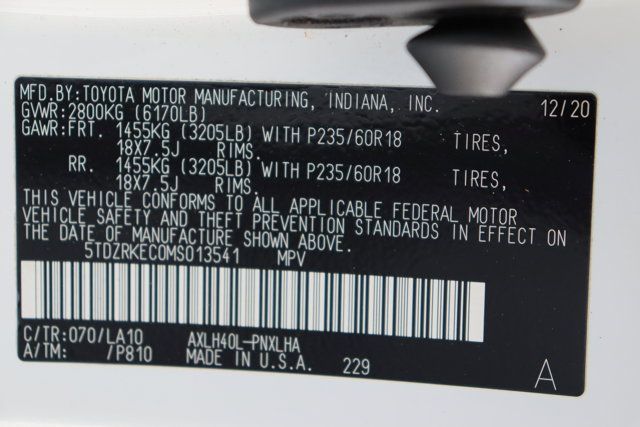 MFD.BY:TOYOTA MOTOR MANUFACTURING, INDIANA, INC. 12/20
GVWR:2800KG (6170LB)
GAWR:FRT. 1455KG (3205LB) WITH P235/60R18 TIRES,
18X7.5J RIMS.
RR. 1455KG (3205LB) WITH P235/60R18 TIRES,
18X7.5J RIMS.
THIS VEHICLE CONFORMS TO ALL APPLICABLE FEDERAL MOTOR
VEHICLE SAFETY AND THEFT PREVENTION STANDARDS IN EFFECT ON
THE DATE OF MANUFACTURE SHOWN ABOVE.
5TDZRKEC0MS013541 MPV
C/TR:070/LA10 AXLH40L-PNXLHA
A/TM: /P810 MADE IN U.S.A. 229 A